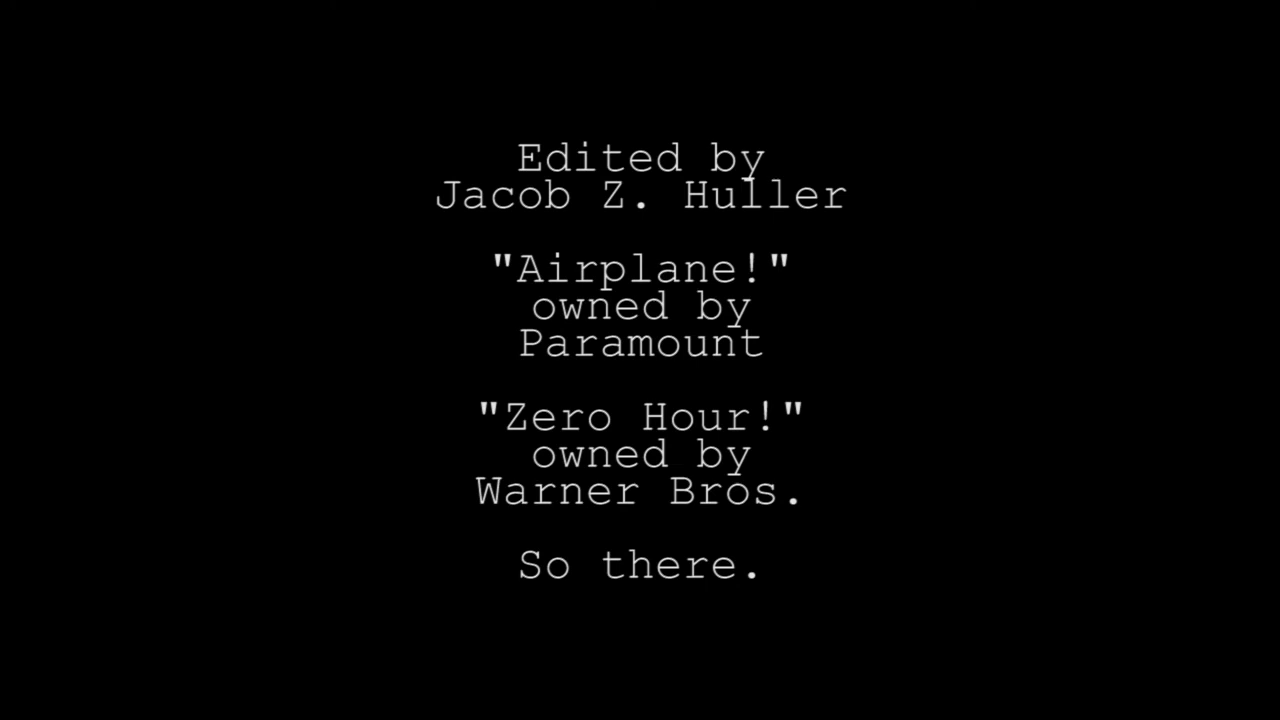 Edited by
Jacob Z. Huller
"Airplane!"
owned by
Paramount
"Zero Hour!"
owned by
Warner Bros.
So there.